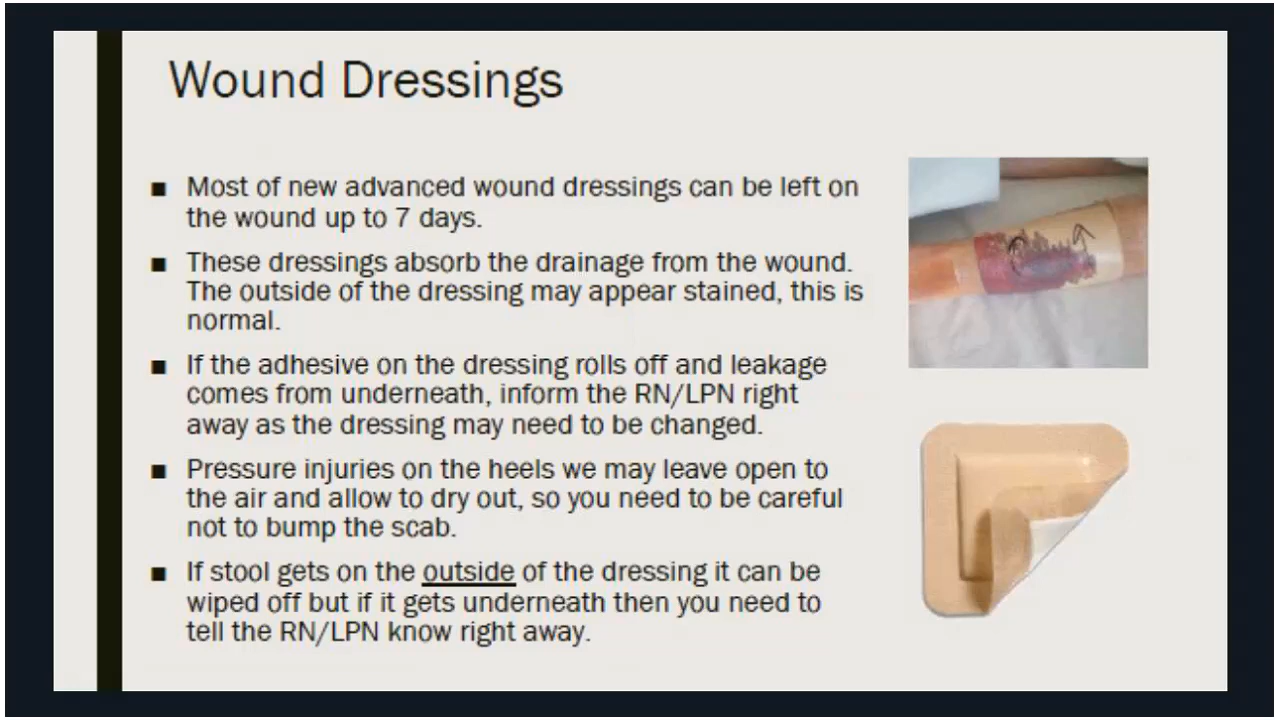 Wound Dressings
■ Most of new advanced wound dressings can be left on
the wound up to 7 days.
■ These dressings absorb the drainage from the wound.
The outside of the dressing may appear stained, this is
normal.
■ If the adhesive on the dressing rolls off and leakage
comes from underneath, inform the RN/LPN right
away as the dressing may need to be changed.
■ Pressure injuries on the heels we may leave open to
the air and allow to dry out, so you need to be careful
not to bump the scab.
■ If stool gets on the outside of the dressing it can be
wiped off but if it gets underneath then you need to
tell the RN/LPN know right away.